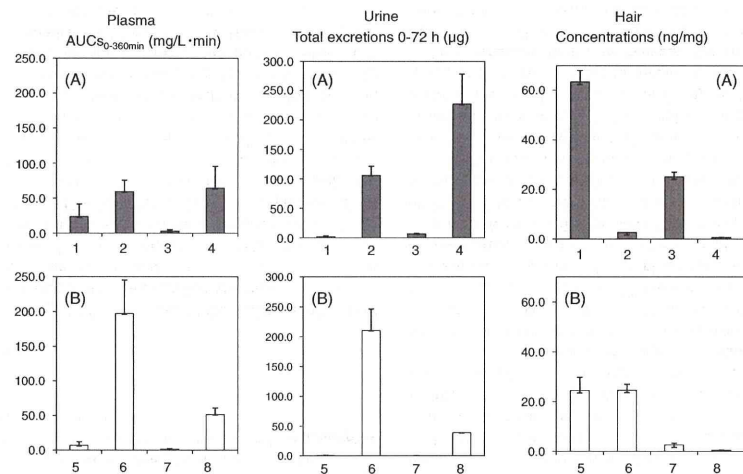 Plasma
AUCs0-360min (mg/L·min)
(A)
250.0
200.0
150.0
100.0
50.0
0.0
1 2 3 4
Urine
Total excretions 0-72 h (µg)
(A)
300.0
250.0
200.0
150.0
100.0
50.0
0.0
1 2 3 4
Hair
Concentrations (ng/mg)
(A)
60.0
40.0
20.0
0.0
1 2 3 4
(B)
250.0
200.0
150.0
100.0
50.0
0.0
5 6 7 8
(B)
300.0
250.0
200.0
150.0
100.0
50.0
0.0
5 6 7 8
(B)
60.0
40.0
20.0
0.0
5 6 7 8